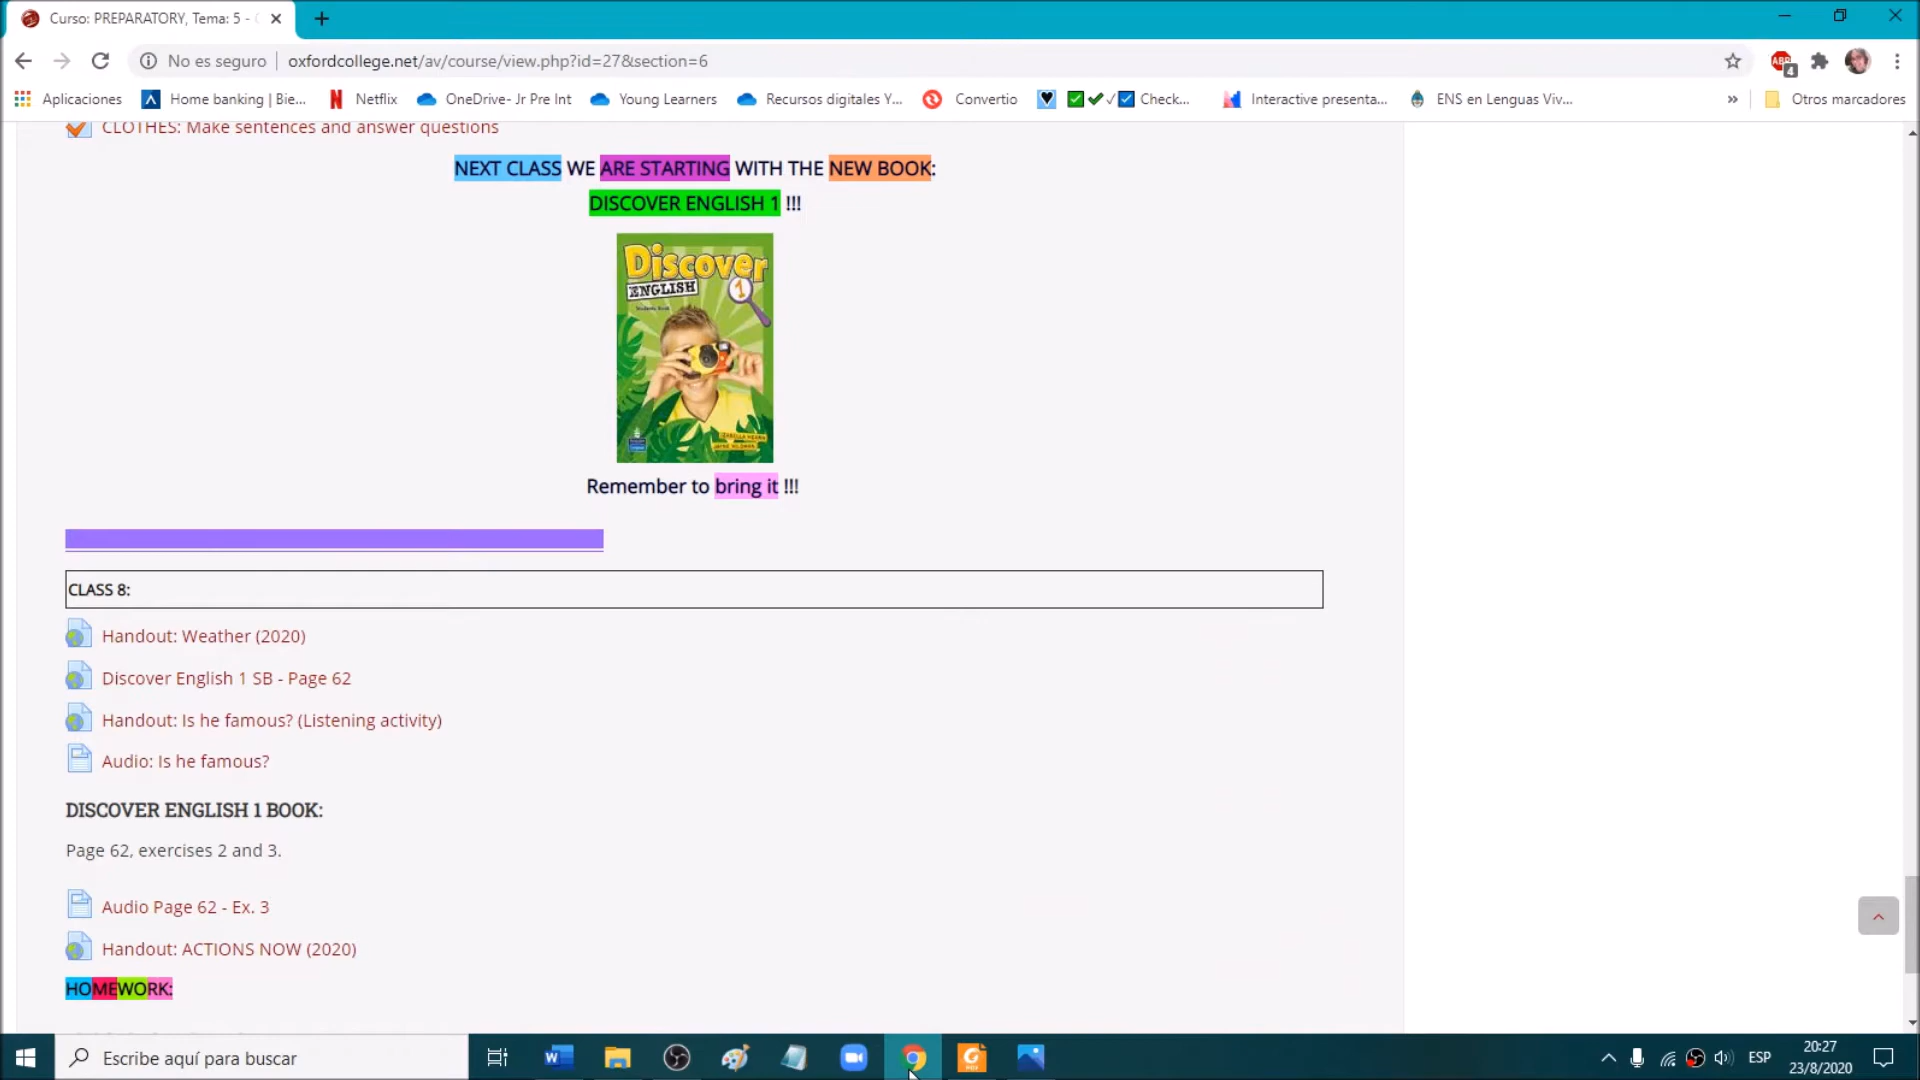 Curso: PREPARATORY, Tema: 5 -
No es seguro | oxfordcollege.net/av/course/view.php?id=27&section=6
ABP 4
Aplicaciones Home banking | Bie... Netflix OneDrive- Jr Pre Int Young Learners Recursos digitales Y... Convertio Check... Interactive presenta... ENS en Lenguas Viv... » Otros marcadores
CLOTHES: Make sentences and answer questions
NEXT CLASS WE ARE STARTING WITH THE NEW BOOK:
DISCOVER ENGLISH 1 !!!
Discover
ENGLISH 1
Students' Book
Remember to bring it !!!
CLASS 8:
Handout: Weather (2020)
Discover English 1 SB - Page 62
Handout: Is he famous? (Listening activity)
Audio: Is he famous?
DISCOVER ENGLISH 1 BOOK:
Page 62, exercises 2 and 3.
Audio Page 62 - Ex. 3
Handout: ACTIONS NOW (2020)
HOMEWORK:
Escribe aquí para buscar
ESP
20:27
23/8/2020